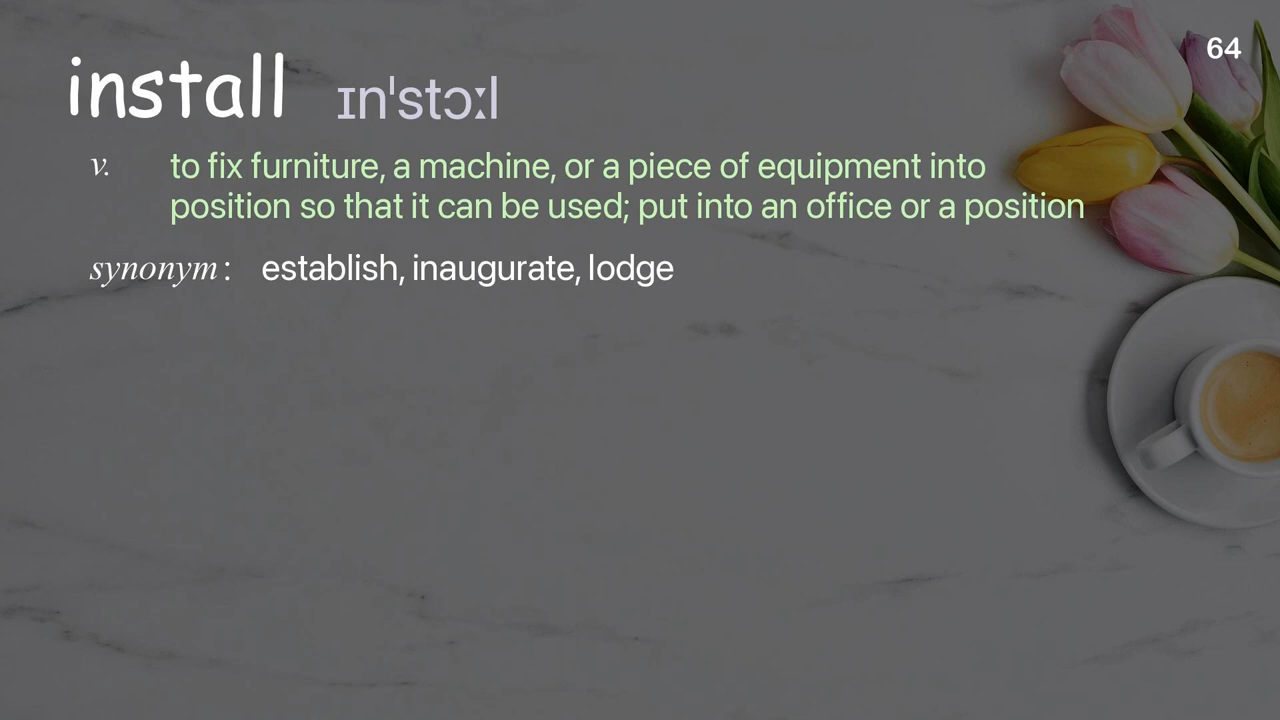 64
install ɪnˈstɔːl
v. to fix furniture, a machine, or a piece of equipment into
position so that it can be used; put into an office or a position
synonym : establish, inaugurate, lodge